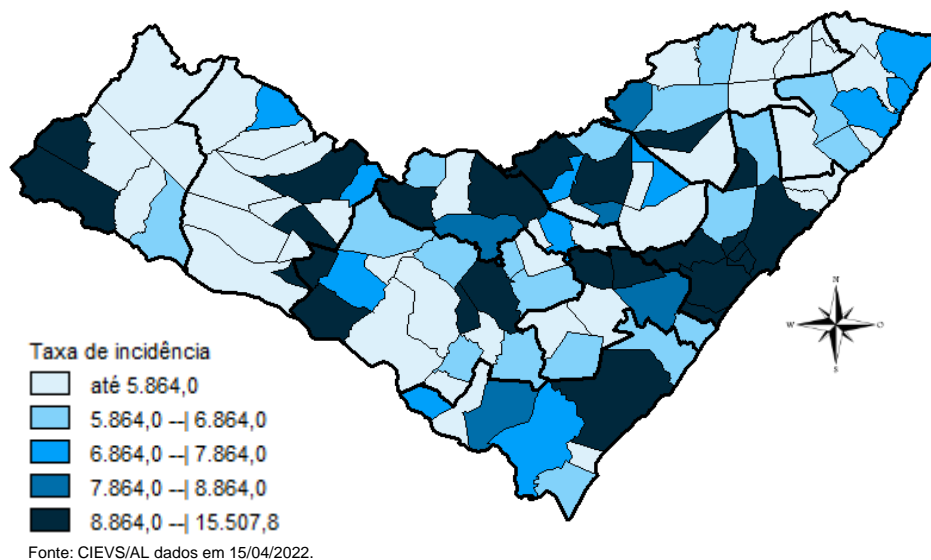 N
W
O
S
Taxa de incidência
até 5.864,0
5.864,0 --| 6.864,0
6.864,0 --| 7.864,0
7.864,0 --| 8.864,0
8.864,0 --| 15.507,8
Fonte: CIEVS/AL dados em 15/04/2022.